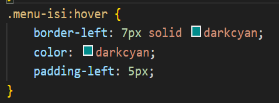 .menu-isi:hover {
border-left: 7px solid darkcyan;
color: darkcyan;
padding-left: 5px;
}